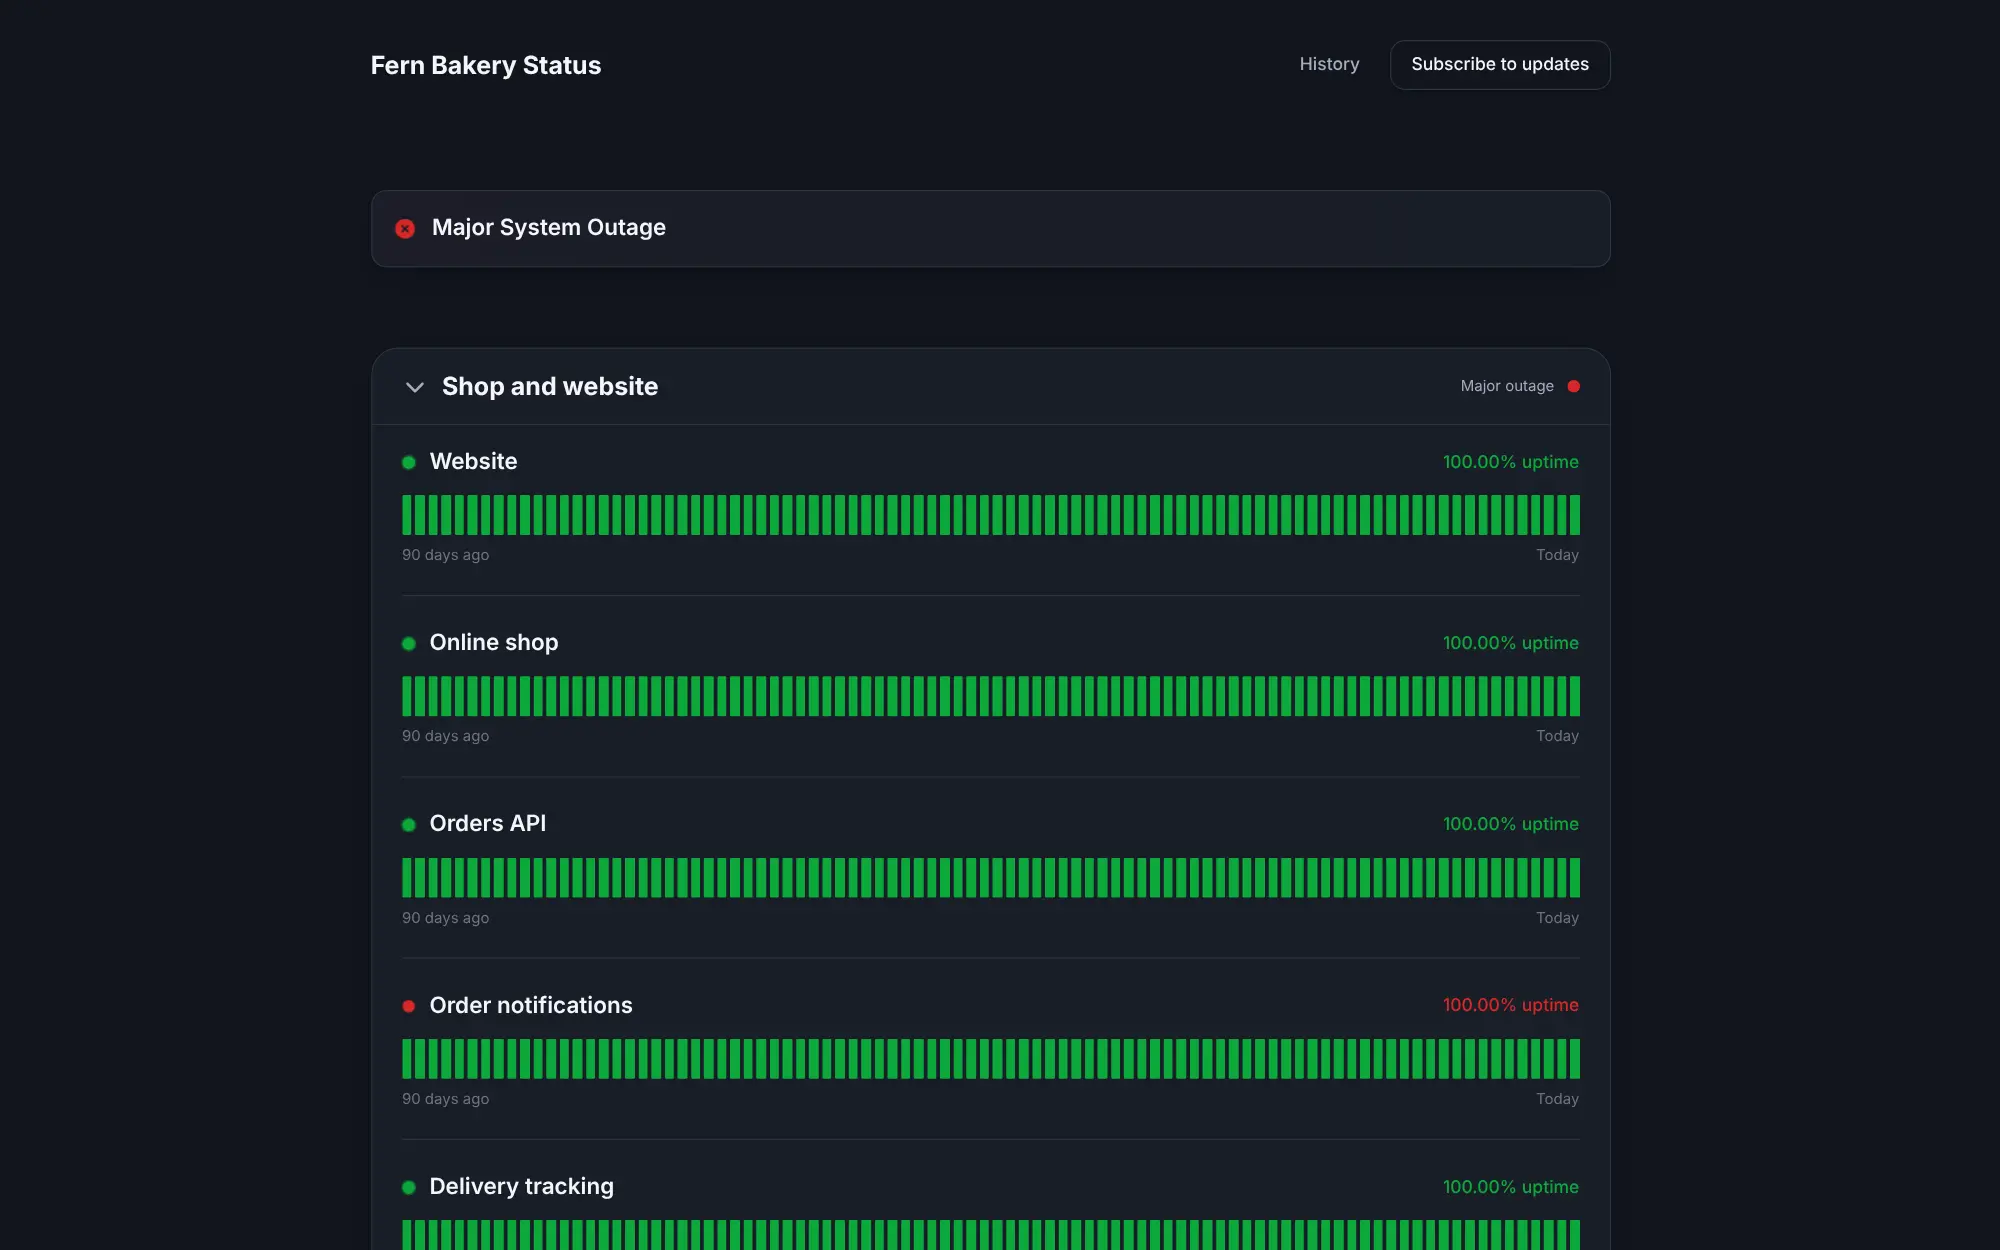 Fern Bakery Status
History
Subscribe to updates
Major System Outage
Shop and website
Major outage
Website
100.00% uptime
90 days ago
Today
Online shop
100.00% uptime
90 days ago
Today
Orders API
100.00% uptime
90 days ago
Today
Order notifications
100.00% uptime
90 days ago
Today
Delivery tracking
100.00% uptime